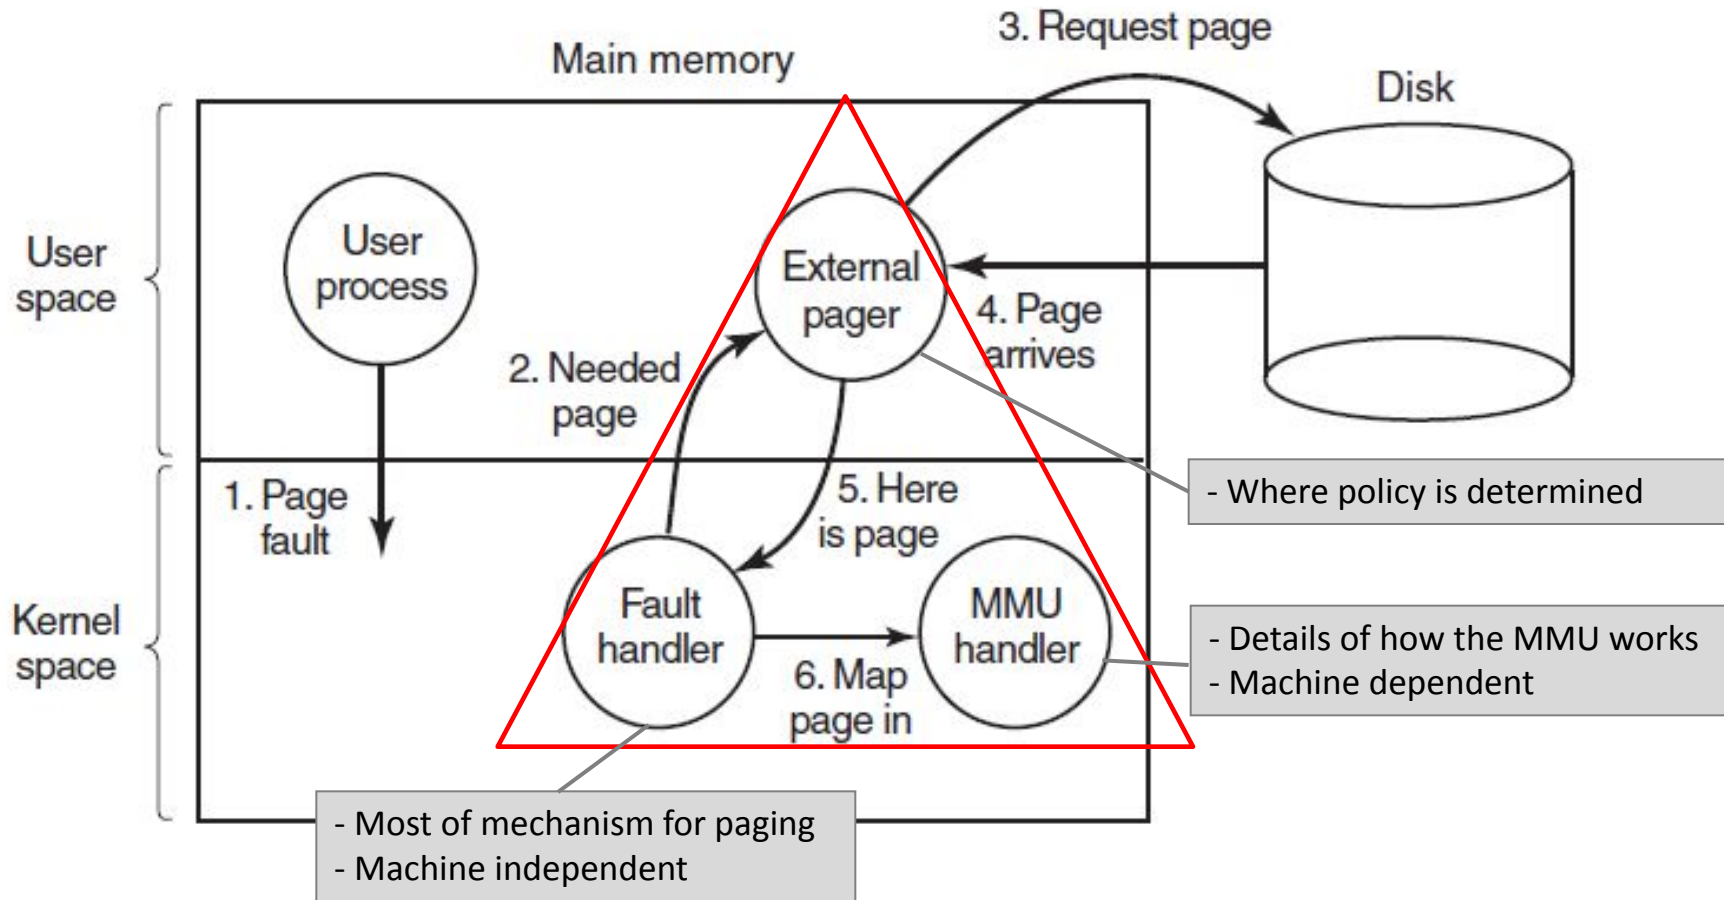 3. Request page
Main memory
Disk
User
space
User
process
External
pager
4. Page
arrives
2. Needed
page
- Where policy is determined
1. Page
fault
5. Here
is page
Kernel
space
Fault
handler
MMU
handler
6. Map
page in
- Details of how the MMU works
- Machine dependent
- Most of mechanism for paging
- Machine independent